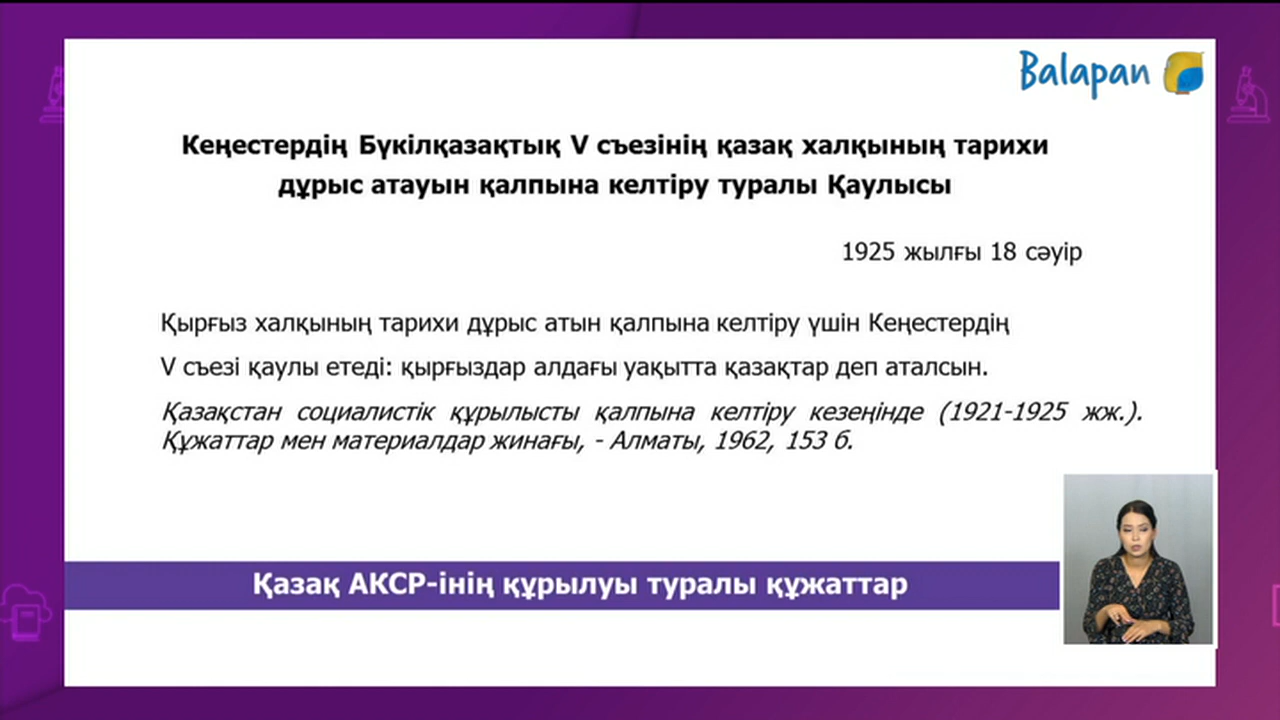 Balapan
Кеңестердің Бүкілқазақтық V съезінің қазақ халқының тарихи
дұрыс атауын қалпына келтіру туралы Қаулысы
1925 жылғы 18 сәуір
Қырғыз халқының тарихи дұрыс атын қалпына келтіру үшін Кеңестердің
V съезі қаулы етеді: қырғыздар алдағы уақытта қазақтар деп аталсын.
Қазақстан социалистік құрылысты қалпына келтіру кезеңінде (1921-1925 жж.).
Құжаттар мен материалдар жинағы, - Алматы, 1962, 153 б.
Қазақ АКСР-інің құрылуы туралы құжаттар